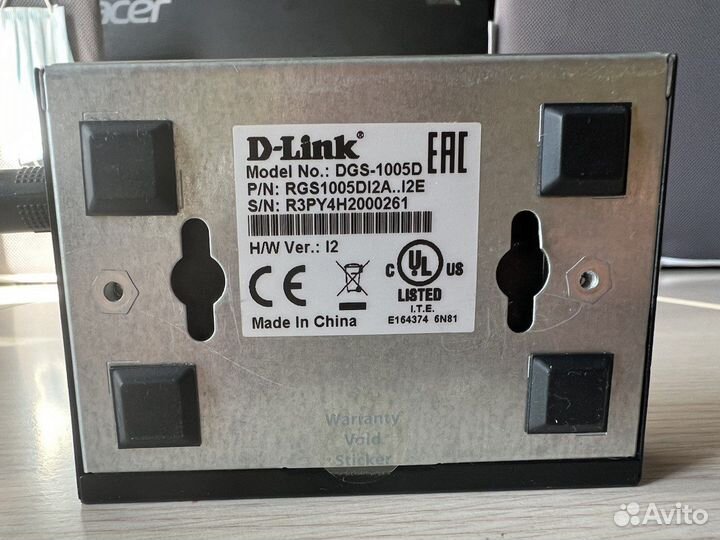 acer
D-Link®
EAC
Model No.: DGS-1005D
P/N: RGS1005DI2A..I2E
S/N: R3PY4H2000261
H/W Ver.: I2
CE
C UL US
LISTED
I.T.E.
E164374 6N81
Made In China
Warranty
Void
Sticker
Avito